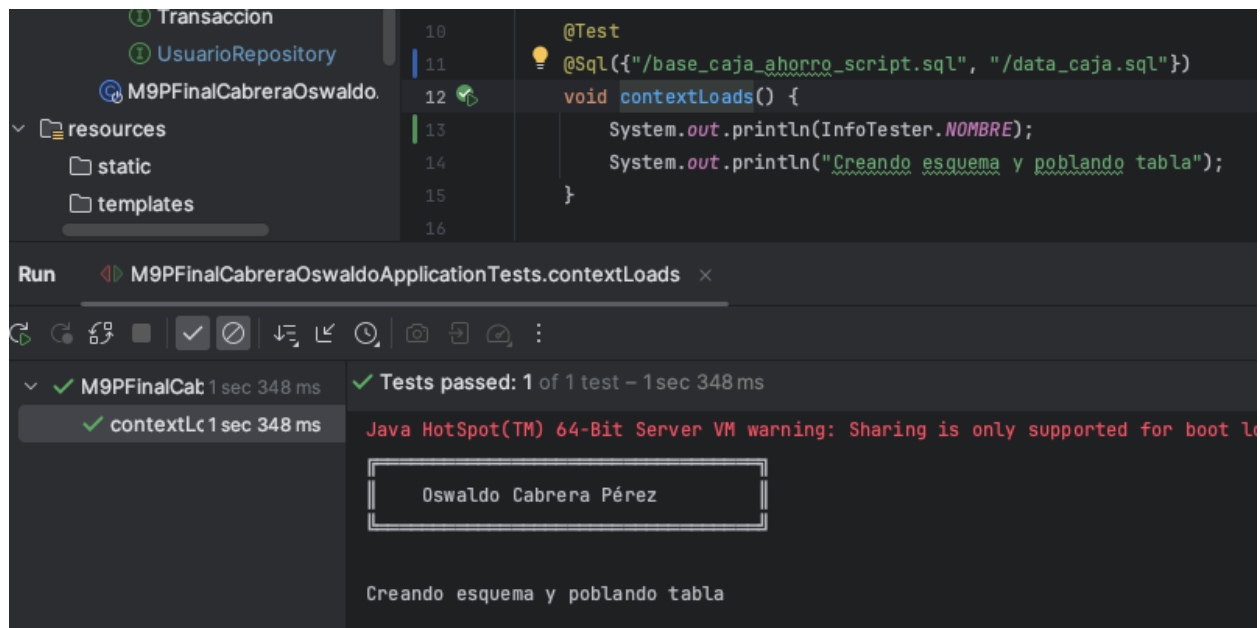 Transaccion
UsuarioRepository
M9PFinalCabreraOswaldo.
resources
static
templates
10 @Test
11 @Sql({"/base_caja_ahorro_script.sql", "/data_caja.sql"})
12 void contextLoads() {
13 System.out.println(InfoTester.NOMBRE);
14 System.out.println("Creando esquema y poblando tabla");
15 }
16
Run M9PFinalCabreraOswaldoApplicationTests.contextLoads
M9PFinalCab 1 sec 348 ms
contextLc 1 sec 348 ms
Tests passed: 1 of 1 test – 1 sec 348 ms
Java HotSpot(TM) 64-Bit Server VM warning: Sharing is only supported for boot lo
Oswaldo Cabrera Pérez
Creando esquema y poblando tabla